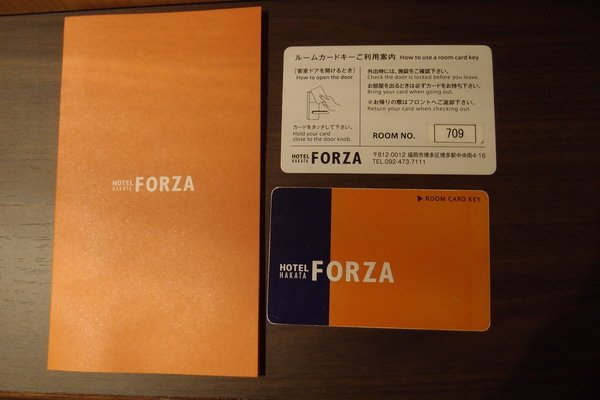 HOTEL
HAKATA FORZA
ルームカードキーご利用案内 How to use a room card key
[客室ドアを開けるとき]
How to open the door
カードをタッチして下さい。
Hold your card
close to the door knob.
外出時には、施錠をご確認下さい。
Check the door is locked before you leave.
お部屋を出るときは必ずカードをお持ち下さい。
Bring your card when going out.
※お帰りの際はフロントへご返却下さい。
Return your card when checking out.
ROOM NO. 709
HOTEL
HAKATA FORZA
〒812-0012 福岡市博多区博多駅中央街4-16
TEL.092-473-7111
▶ ROOM CARD KEY
HOTEL
HAKATA FORZA